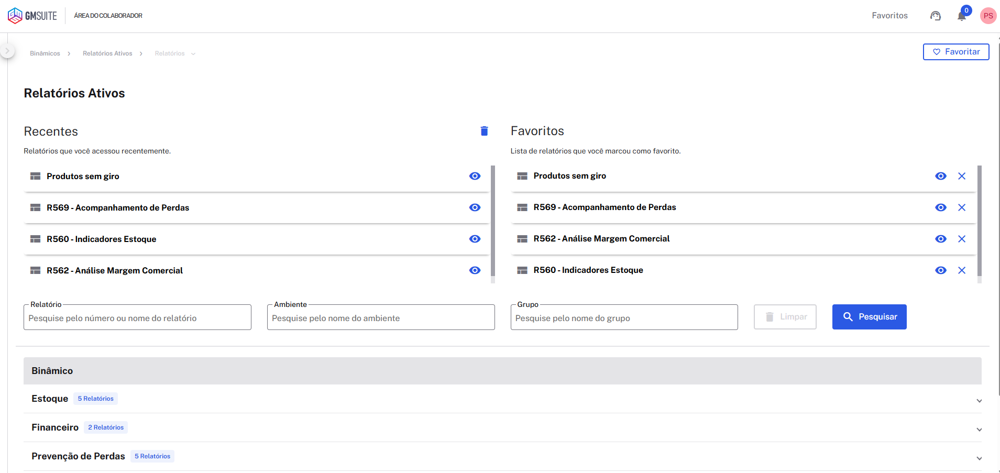 GMSUITE
ÁREA DO COLABORADOR
Favoritos
0
PS
Binâmicos
Relatórios Ativos
Relatórios
Favoritar
Relatórios Ativos
Recentes
Relatórios que você acessou recentemente.
Produtos sem giro
R569 - Acompanhamento de Perdas
R560 - Indicadores Estoque
R562 - Análise Margem Comercial
Favoritos
Lista de relatórios que você marcou como favorito.
Produtos sem giro
R569 - Acompanhamento de Perdas
R562 - Análise Margem Comercial
R560 - Indicadores Estoque
Relatório
Pesquise pelo número ou nome do relatório
Ambiente
Pesquise pelo nome do ambiente
Grupo
Pesquise pelo nome do grupo
Limpar
Pesquisar
Binâmico
Estoque 5 Relatórios
Financeiro 2 Relatórios
Prevenção de Perdas 5 Relatórios